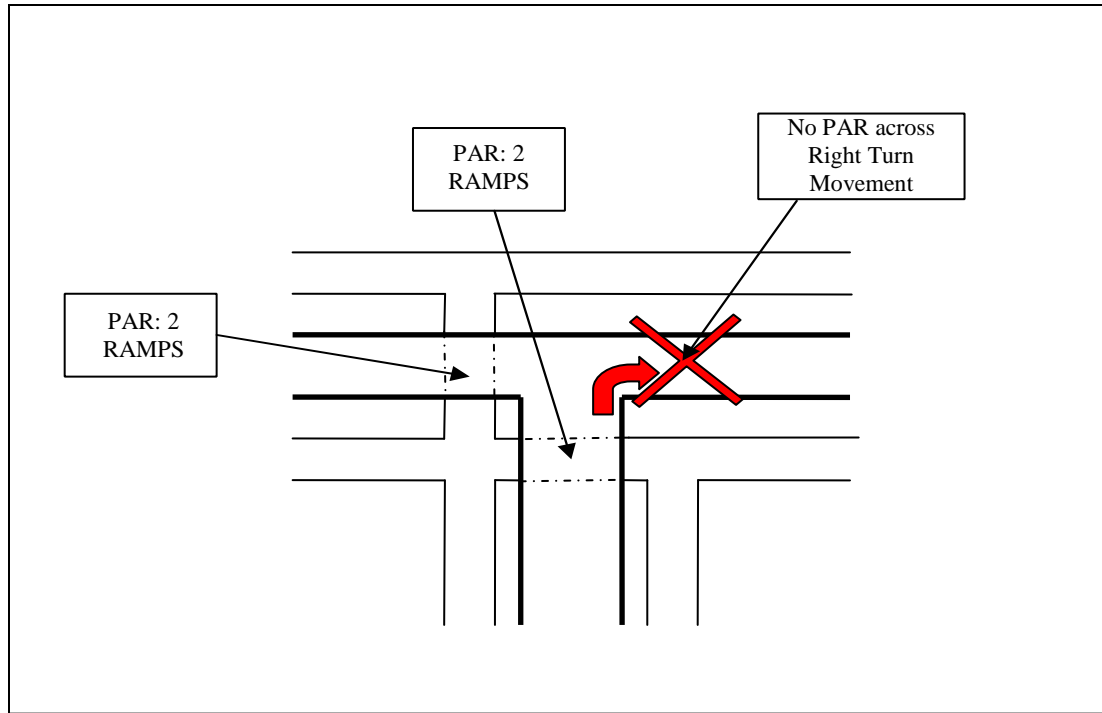 PAR: 2
RAMPS
No PAR across
Right Turn
Movement
PAR: 2
RAMPS